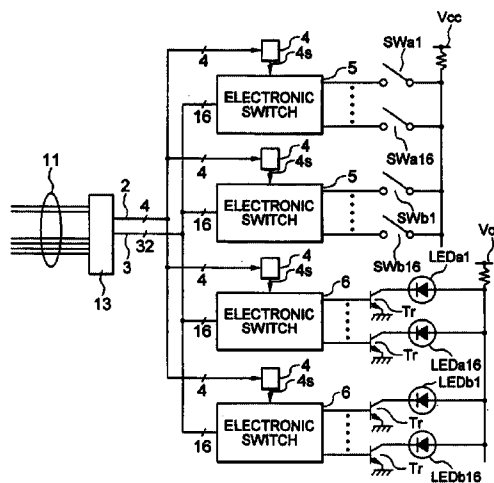 Vcc
4
4
4s
5
SWa1
ELECTRONIC
SWITCH
16
SWa16
4
4
4s
5
11
2
4
ELECTRONIC
SWITCH
16
SWb1
3
32
13
SWb16
Vc
LEDa1
4
4
4s
6
ELECTRONIC
SWITCH
16
Tr
Tr
LEDa16
LEDb1
4
4
4s
6
ELECTRONIC
SWITCH
16
Tr
Tr
LEDb16